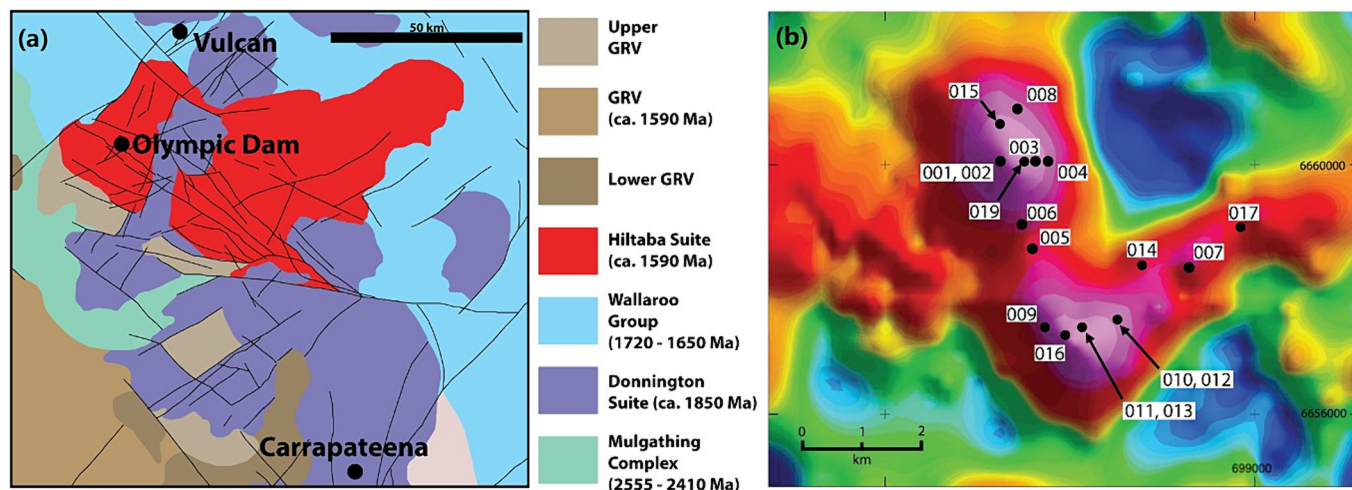 (a)
50 km
Vulcan
Olympic Dam
Carrapateena
Upper
GRV
GRV
(ca. 1590 Ma)
Lower GRV
Hiltaba Suite
(ca. 1590 Ma)
Wallaroo
Group
(1720 - 1650 Ma)
Donnington
Suite (ca. 1850 Ma)
Mulgathing
Complex
(2555 - 2410 Ma)
(b)
015
008
003
001, 002
004
6660000
019
006
017
005
014
007
009
016
010, 012
011, 013
6656000
0 1 2
km
699000